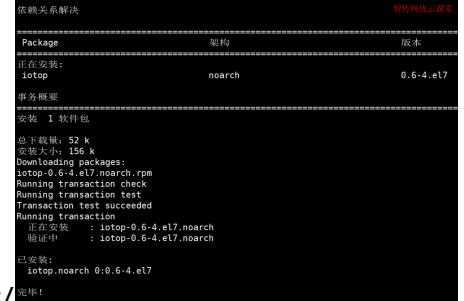 依赖关系解决
智传网优云课堂
Package 架构 版本
正在安装:
iotop noarch 0.6-4.el7
事务概要
安装 1 软件包
总下载量：52 k
安装大小：156 k
Downloading packages:
iotop-0.6-4.el7.noarch.rpm
Running transaction check
Running transaction test
Transaction test succeeded
Running transaction
正在安装 : iotop-0.6-4.el7.noarch
验证中 : iotop-0.6-4.el7.noarch
已安装:
iotop.noarch 0:0.6-4.el7
完毕！
/